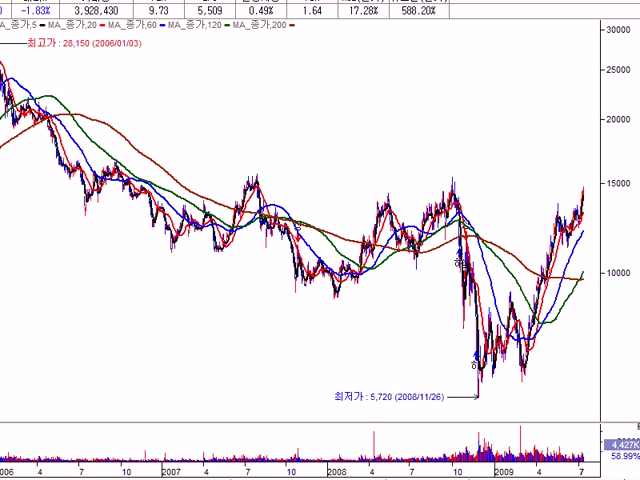 -1.83% 3,928,430 9.73 5,509 0.49% 1.64 17.28% 588.20%
MA_종가,5 MA_종가,20 MA_종가,60 MA_종가,120 MA_종가,200
최고가 : 28,150 (2006/01/03)
30000
25000
20000
15000
10000
최저가 : 5,720 (2008/11/26)
4,427K
58.99%
006 4 7 10 2007 4 7 10 2008 4 7 10 2009 4 7